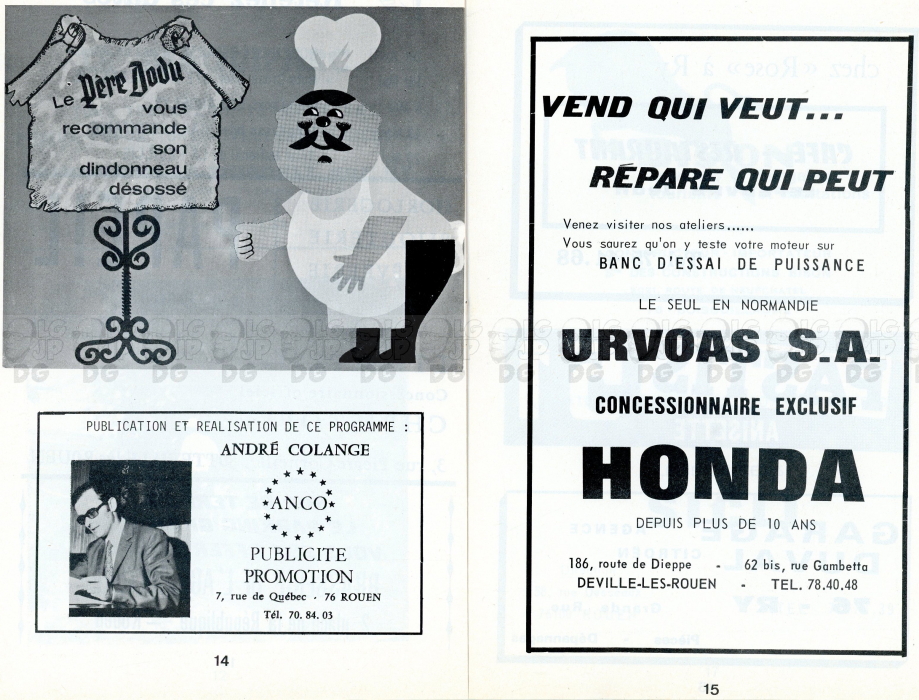 Le Père Dodu
vous
recommande
son
dindonneau
désossé
PUBLICATION ET REALISATION DE CE PROGRAMME :
ANDRÉ COLANGE
ANCO
PUBLICITE
PROMOTION
7, rue de Québec - 76 ROUEN
Tél. 70.84.03
14
VEND QUI VEUT...
RÉPARE QUI PEUT
Venez visiter nos ateliers......
Vous saurez qu'on y teste votre moteur sur
BANC D'ESSAI DE PUISSANCE
LE SEUL EN NORMANDIE
URVOAS S.A.
CONCESSIONNAIRE EXCLUSIF
HONDA
DEPUIS PLUS DE 10 ANS
186, route de Dieppe - 62 bis, rue Gambetta
DEVILLE-LES-ROUEN - TEL. 78.40.48
15